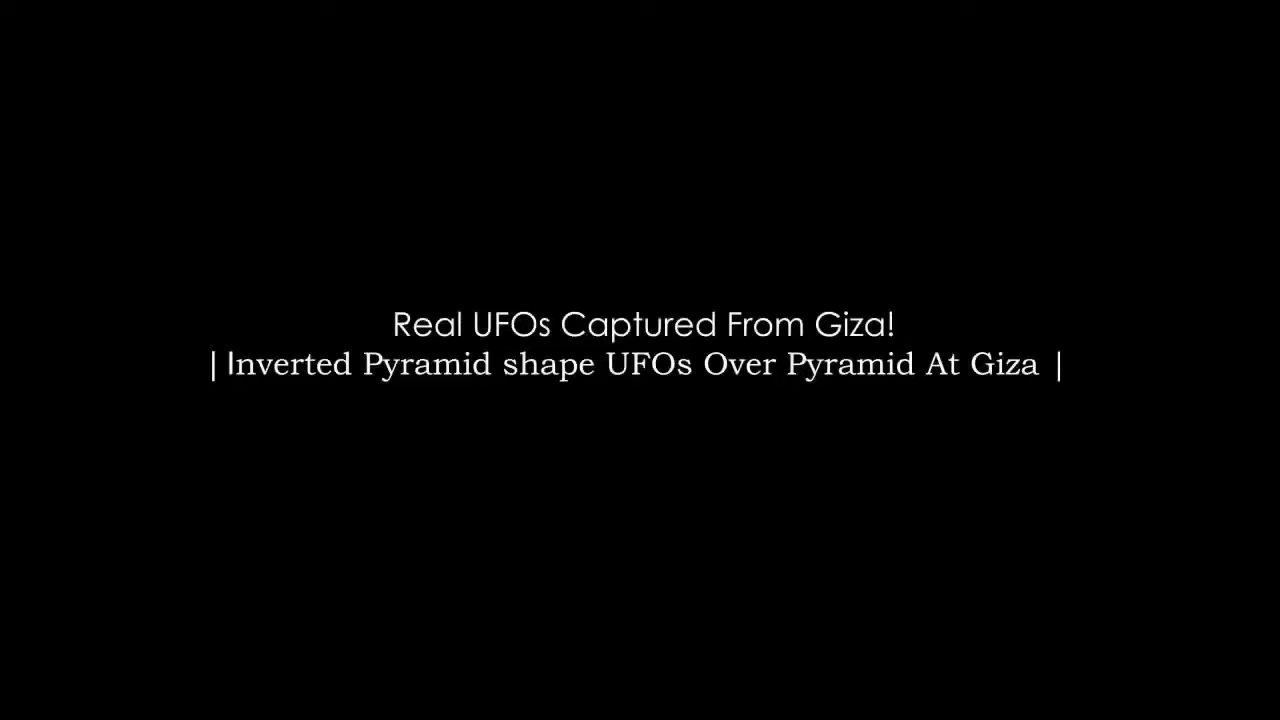 Real UFOs Captured From Giza!
| Inverted Pyramid shape UFOs Over Pyramid At Giza |